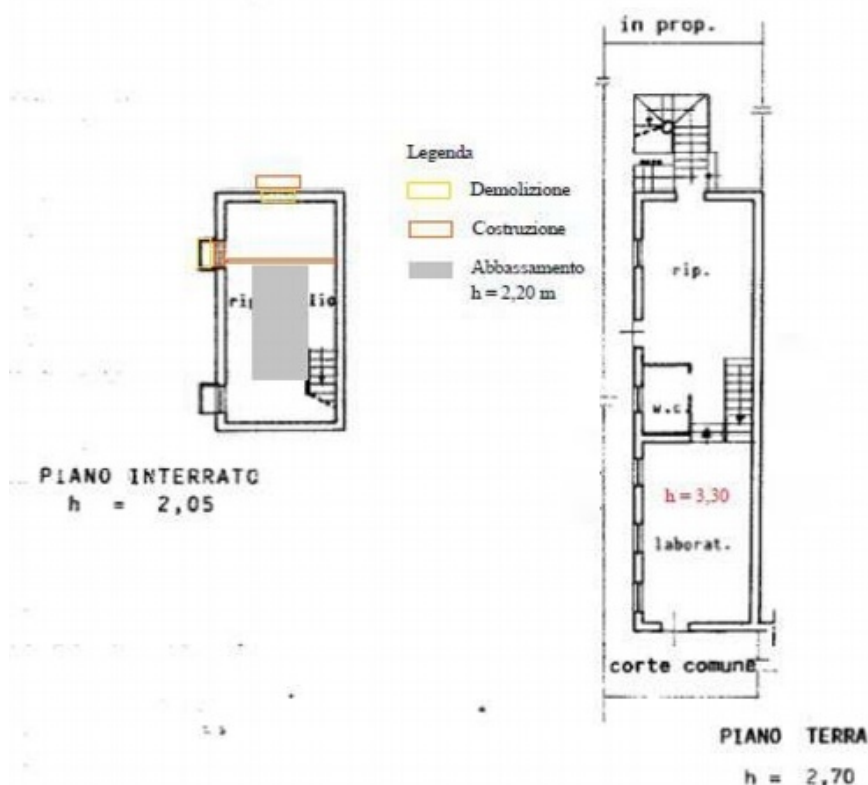 in prop.
Legenda
Demolizione
Costruzione
Abbassamento
h = 2,20 m
rip.
w.c.
PIANO INTERRATO
h = 2,05
h = 3,30
laborat.
corte comune
PIANO TERRA
h = 2,70